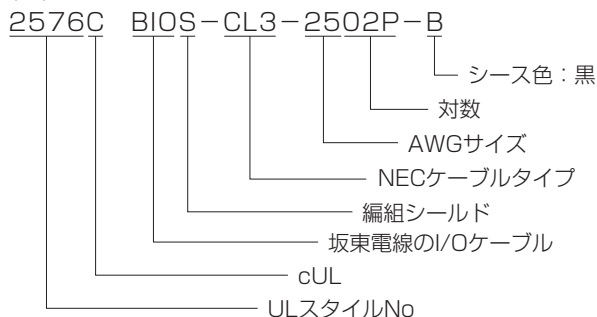 2576C BIOS-CL3-2502P-B
シース色：黒
対数
AWGサイズ
NECケーブルタイプ
編組シールド
坂東電線のI/Oケーブル
cUL
ULスタイルNo